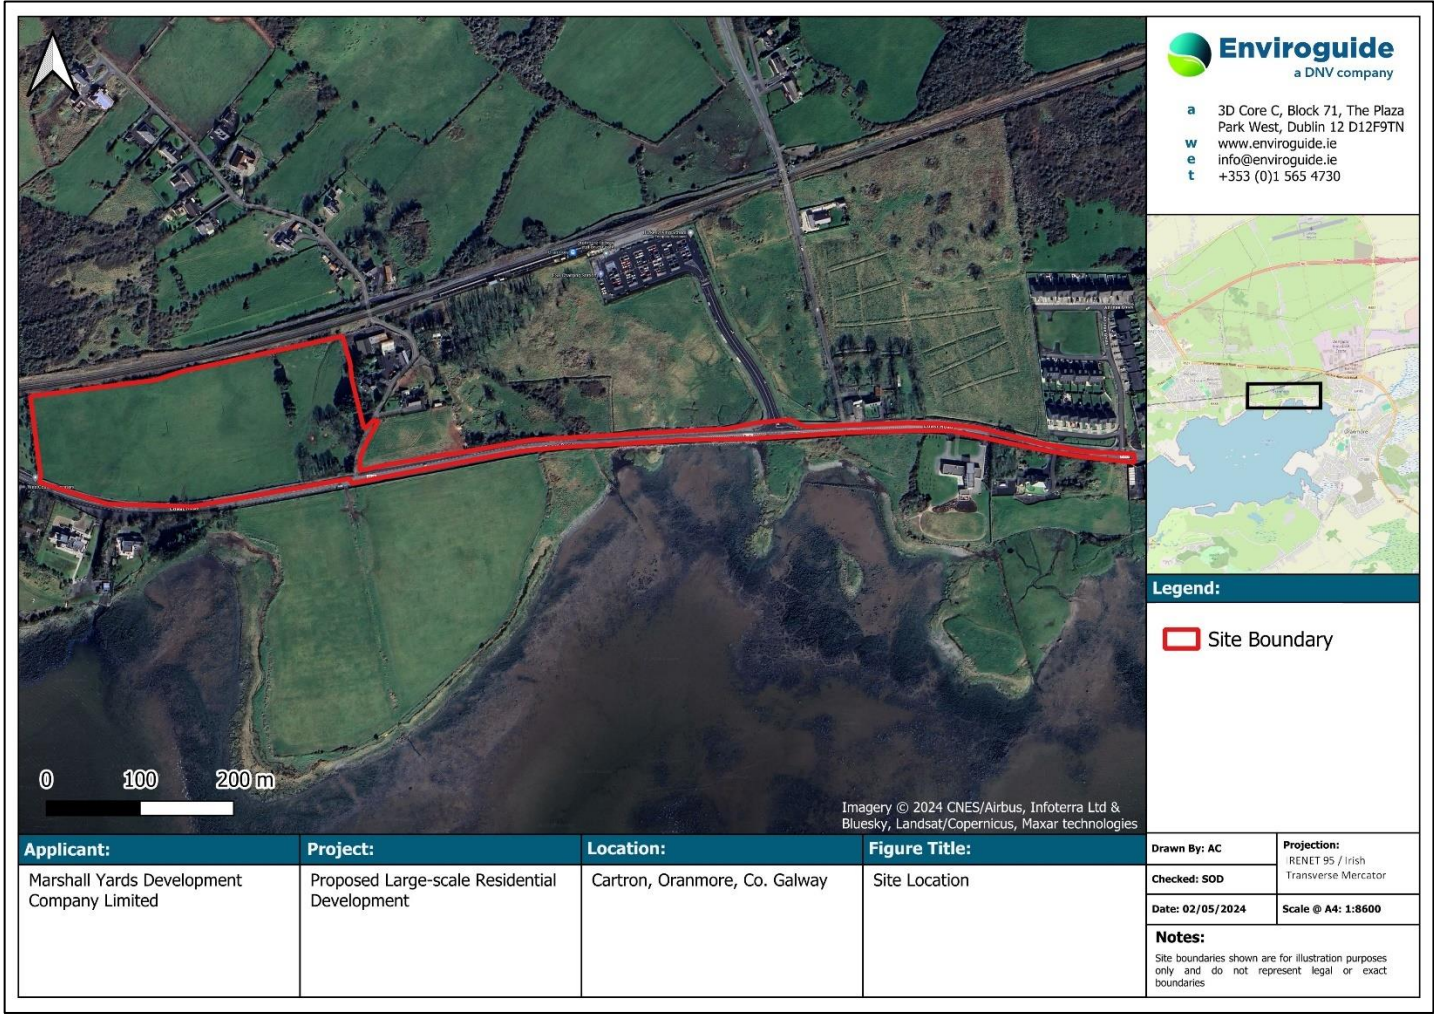 Enviroguide
a DNV company
a 3D Core C, Block 71, The Plaza
Park West, Dublin 12 D12F9TN
w www.enviroguide.ie
e info@enviroguide.ie
t +353 (0)1 565 4730
Legend:
Site Boundary
0 100 200 m
Imagery © 2024 CNES/Airbus, Infoterra Ltd &
Bluesky, Landsat/Copernicus, Maxar technologies
Applicant:
Marshall Yards Development
Company Limited
Project:
Proposed Large-scale Residential
Development
Location:
Cartron, Oranmore, Co. Galway
Figure Title:
Site Location
Drawn By: AC
Checked: SOD
Date: 02/05/2024
Projection:
IRENET 95 / Irish
Transverse Mercator
Scale @ A4: 1:8600
Notes:
Site boundaries shown are for illustration purposes
only and do not represent legal or exact
boundaries